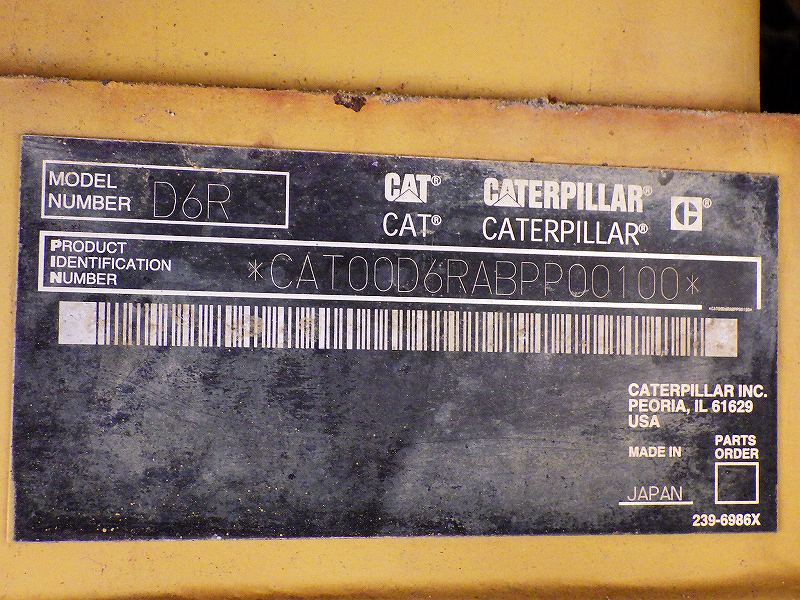 MODEL NUMBER D6R
CAT® CATERPILLAR® C®
CAT® CATERPILLAR®
PRODUCT IDENTIFICATION NUMBER
*CAT00D6RABPP00100*
*CAT00D6RABPP00100*
CATERPILLAR INC.
PEORIA, IL 61629
USA
MADE IN JAPAN
PARTS ORDER
239-6986X